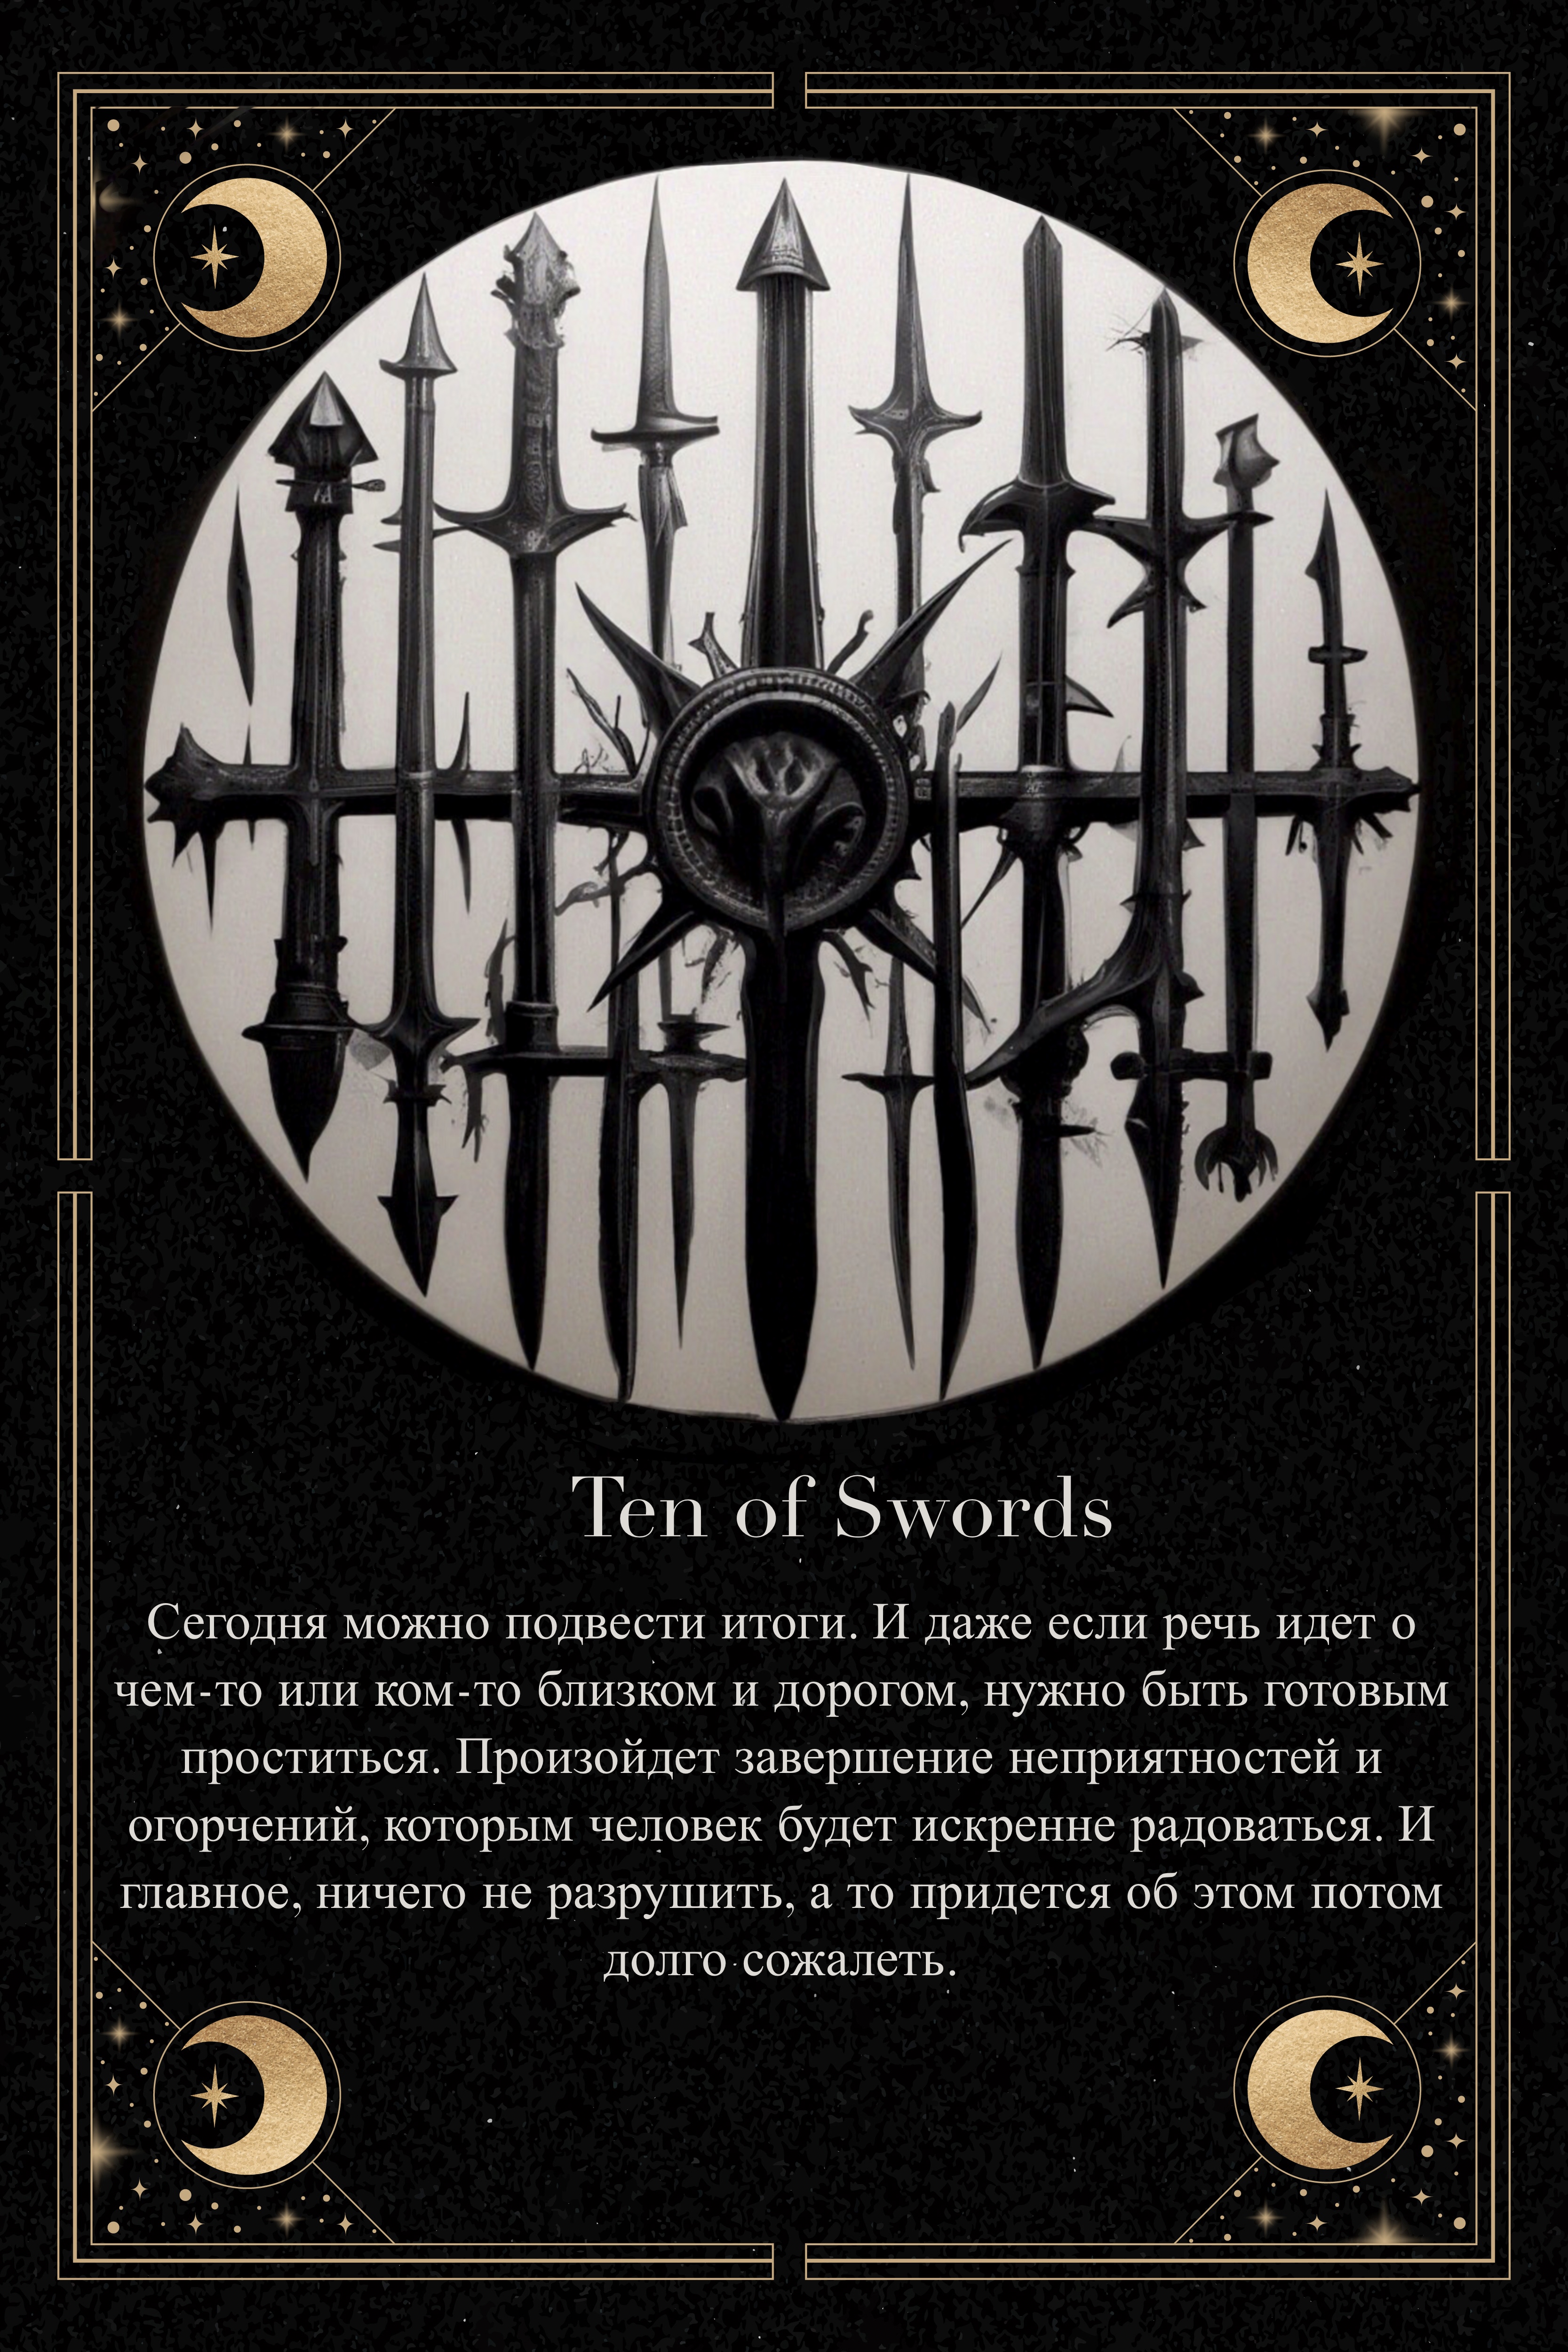 Ten of Swords
Сегодня можно подвести итоги. И даже если речь идет о
чем-то или ком-то близком и дорогом, нужно быть готовым
проститься. Произойдет завершение неприятностей и
огорчений, которым человек будет искренне радоваться. И
главное, ничего не разрушить, а то придется об этом потом
долго сожалеть.